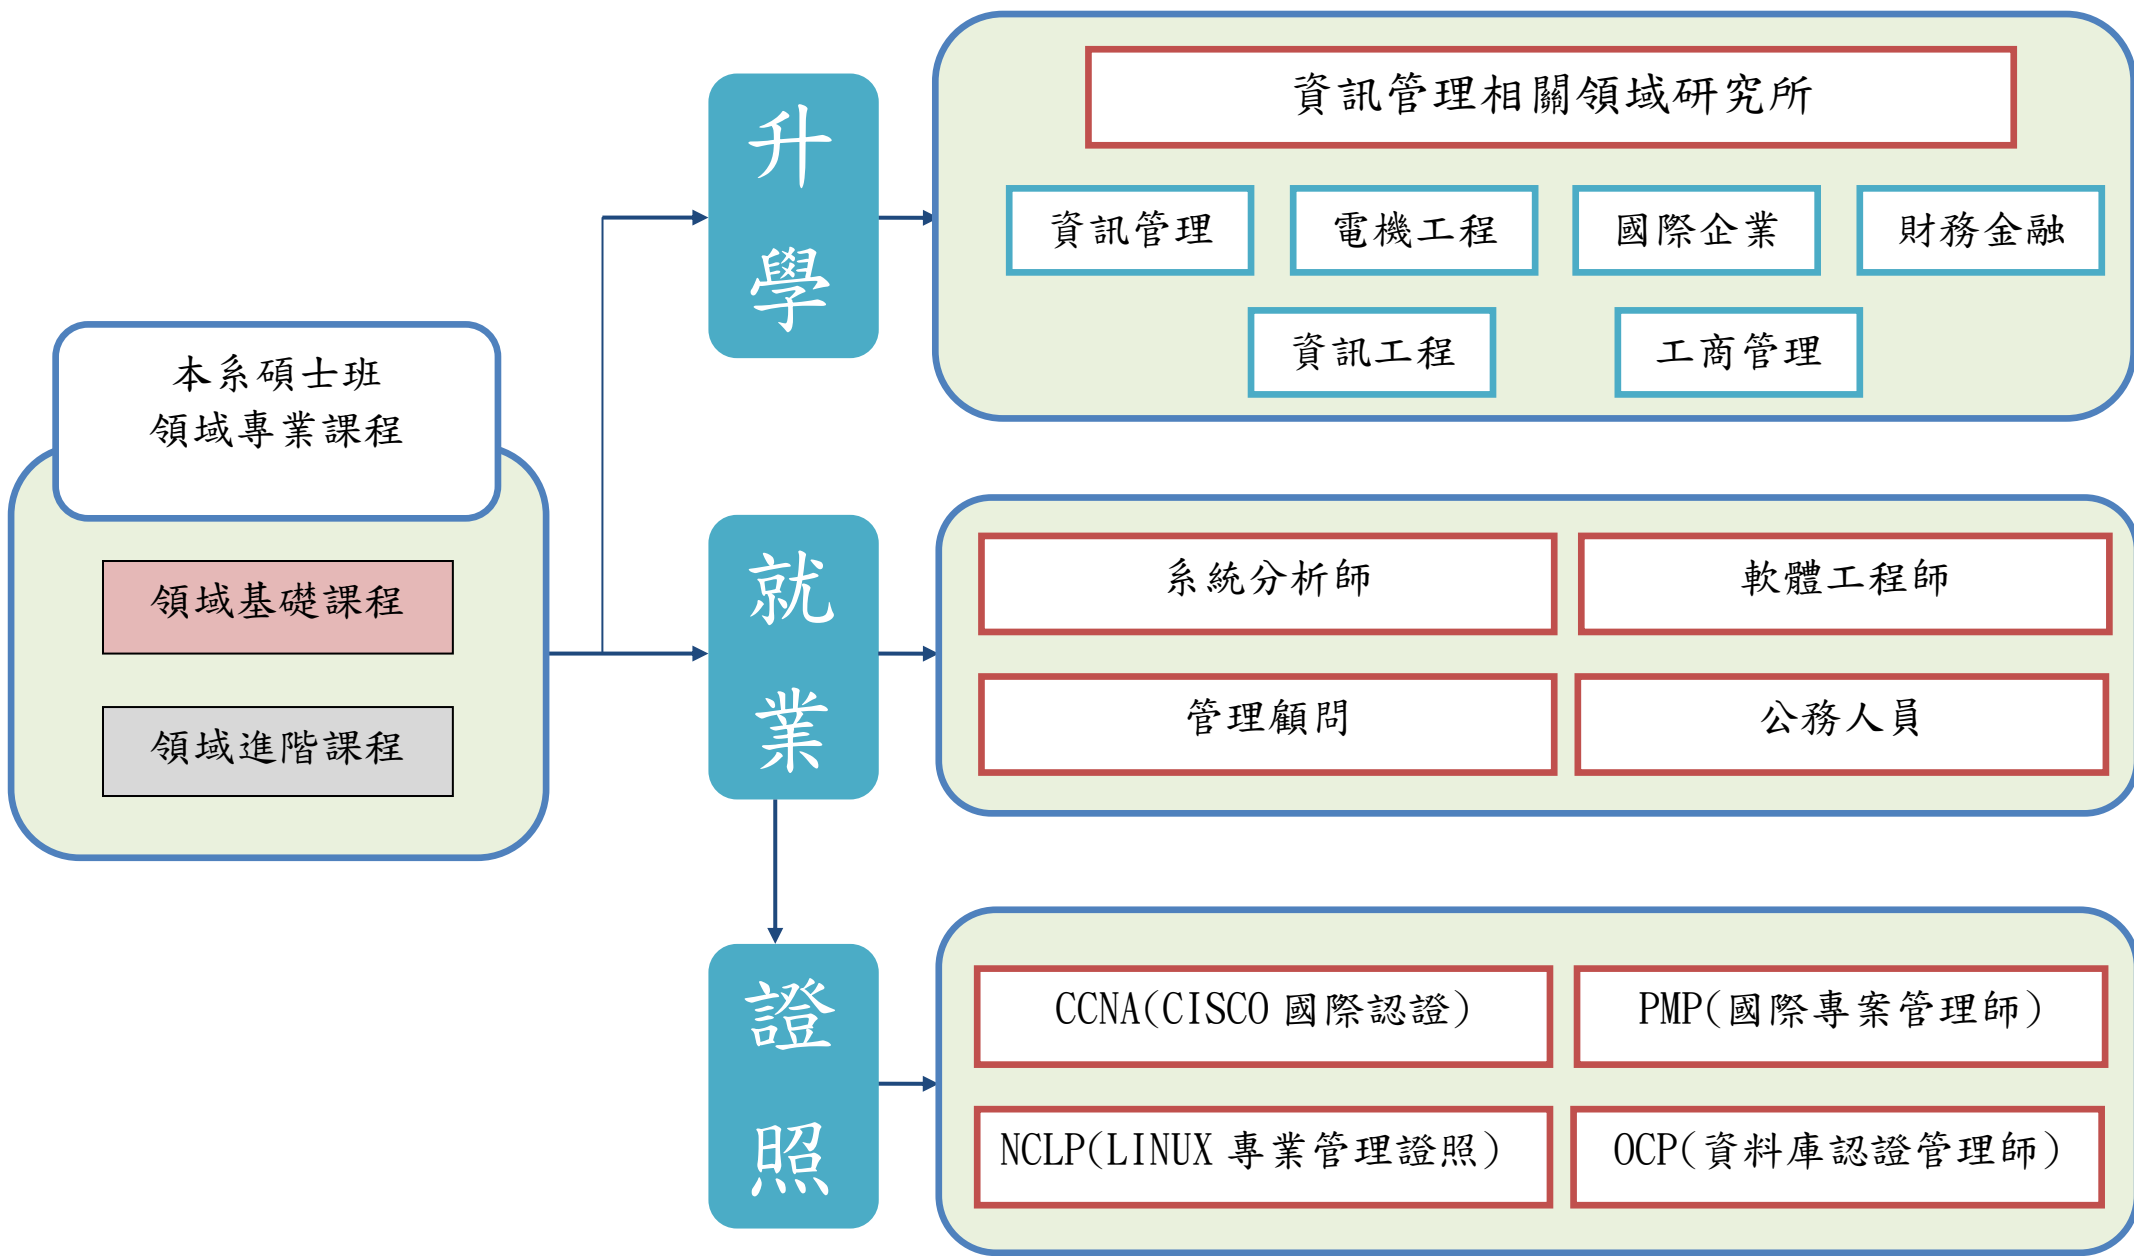 本系碩士班
領域專業課程
領域基礎課程
領域進階課程
升學
資訊管理相關領域研究所
資訊管理
電機工程
國際企業
財務金融
資訊工程
工商管理
就業
系統分析師
軟體工程師
管理顧問
公務人員
證照
CCNA(CISCO 國際認證)
PMP(國際專案管理師)
NCLP(LINUX 專業管理證照)
OCP(資料庫認證管理師)